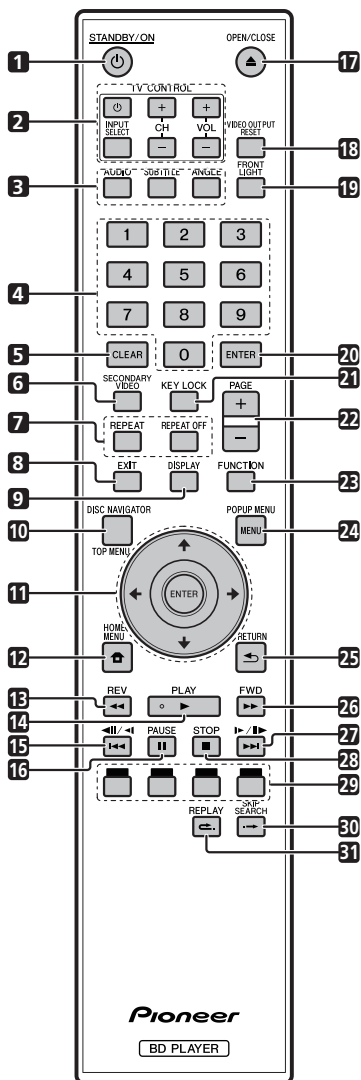 STANDBY/ON OPEN/CLOSE
1 17
TV CONTROL
2 + +
INPUT SELECT CH VOL VIDEO OUTPUT RESET
− − 18
FRONT LIGHT
3 AUDIO SUBTITLE ANGLE 19
1 2 3
4 4 5 6
7 8 9
5 CLEAR 0 ENTER 20
6 SECONDARY VIDEO KEY LOCK 21 PAGE
+ 22
7 REPEAT REPEAT OFF −
8 EXIT DISPLAY FUNCTION 23
9
DISC NAVIGATOR POPUP MENU
10 MENU 24
TOP MENU
11 ENTER
HOME MENU RETURN
12 25
REV PLAY FWD
13 26
14
15 PAUSE STOP 27
16 28
29
REPLAY SKIP SEARCH
30
31
Pioneer
BD PLAYER